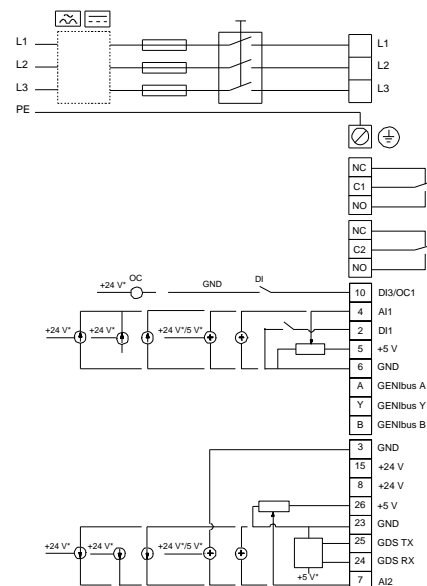 L1 L1
L2 L2
L3 L3
PE
NC
C1
NO
NC
C2
NO
+24 V* OC GND DI 10 DI3/OC1
4 AI1
+24 V* +24 V* +24 V*/5 V* 2 DI1
5 +5 V
6 GND
A GENIbus A
Y GENIbus Y
B GENIbus B
3 GND
15 +24 V
8 +24 V
26 +5 V
23 GND
+24 V* +24 V* +24 V*/5 V* 25 GDS TX
24 GDS RX
+5 V* 7 AI2